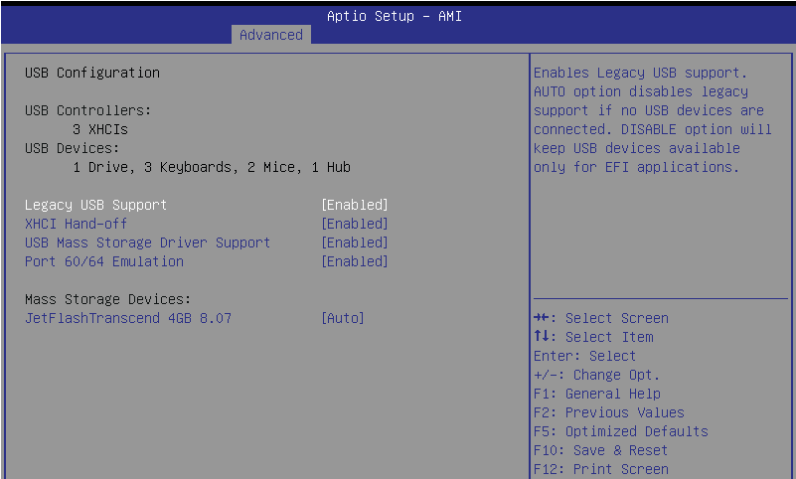 Aptio Setup – AMI
Advanced
USB Configuration
USB Controllers:
3 XHCIs
USB Devices:
1 Drive, 3 Keyboards, 2 Mice, 1 Hub
Legacy USB Support [Enabled]
XHCI Hand-off [Enabled]
USB Mass Storage Driver Support [Enabled]
Port 60/64 Emulation [Enabled]
Mass Storage Devices:
JetFlashTranscend 4GB 8.07 [Auto]
Enables Legacy USB support.
AUTO option disables legacy
support if no USB devices are
connected. DISABLE option will
keep USB devices available
only for EFI applications.
→←: Select Screen
↑↓: Select Item
Enter: Select
+/-: Change Opt.
F1: General Help
F2: Previous Values
F5: Optimized Defaults
F10: Save & Reset
F12: Print Screen